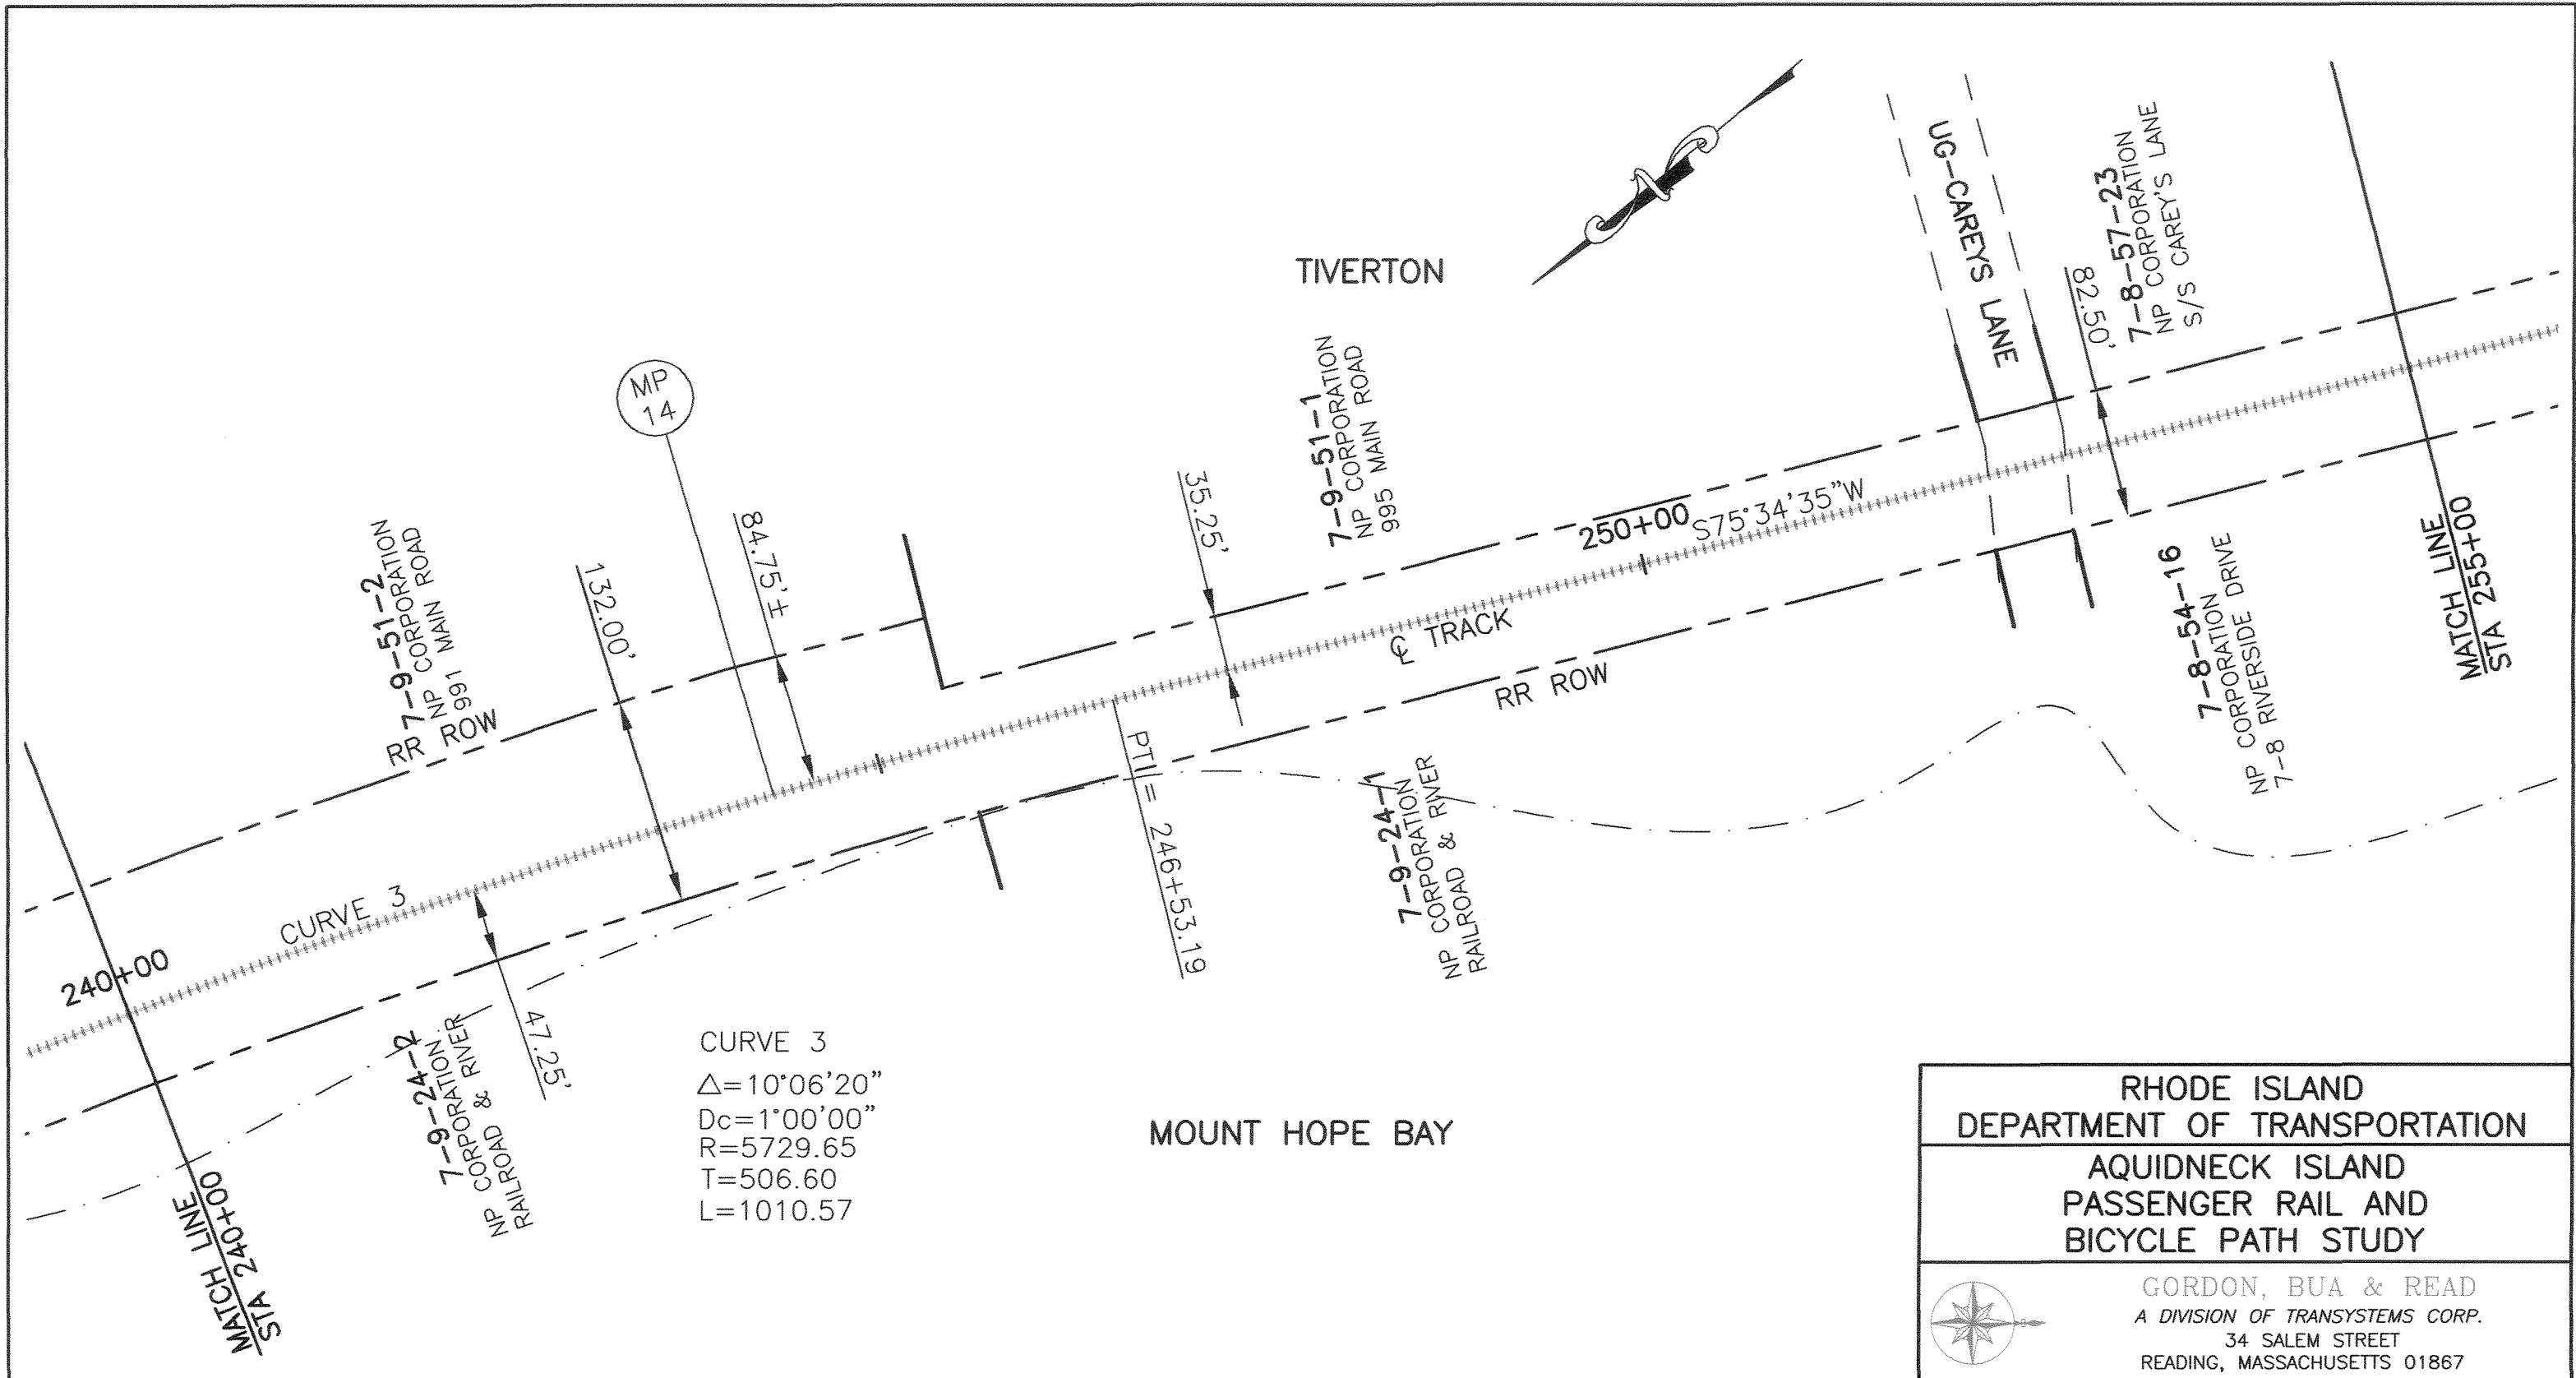 TIVERTON
MP
14
UG-CAREYS LANE
7-8-57-23
NP CORPORATION
S/S CAREY'S LANE
82.50'
7-9-51-1
NP CORPORATION
995 MAIN ROAD
35.25'
84.75'±
132.00'
7-9-51-2
NP CORPORATION
991 MAIN ROAD
RR ROW
250+00
S75°34'35"W
℄ TRACK
RR ROW
MATCH LINE
STA 255+00
7-8-54-16
NP CORPORATION
7-8 RIVERSIDE DRIVE
PTII= 246+53.19
7-9-24-1
NP CORPORATION
RAILROAD & RIVER
CURVE 3
240+00
7-9-24-2
NP CORPORATION
RAILROAD & RIVER
47.25'
MATCH LINE
STA 240+00
CURVE 3
△=10°06'20"
Dc=1°00'00"
R=5729.65
T=506.60
L=1010.57
MOUNT HOPE BAY
RHODE ISLAND
DEPARTMENT OF TRANSPORTATION
AQUIDNECK ISLAND
PASSENGER RAIL AND
BICYCLE PATH STUDY
GORDON, BUA & READ
A DIVISION OF TRANSYSTEMS CORP.
34 SALEM STREET
READING, MASSACHUSETTS 01867